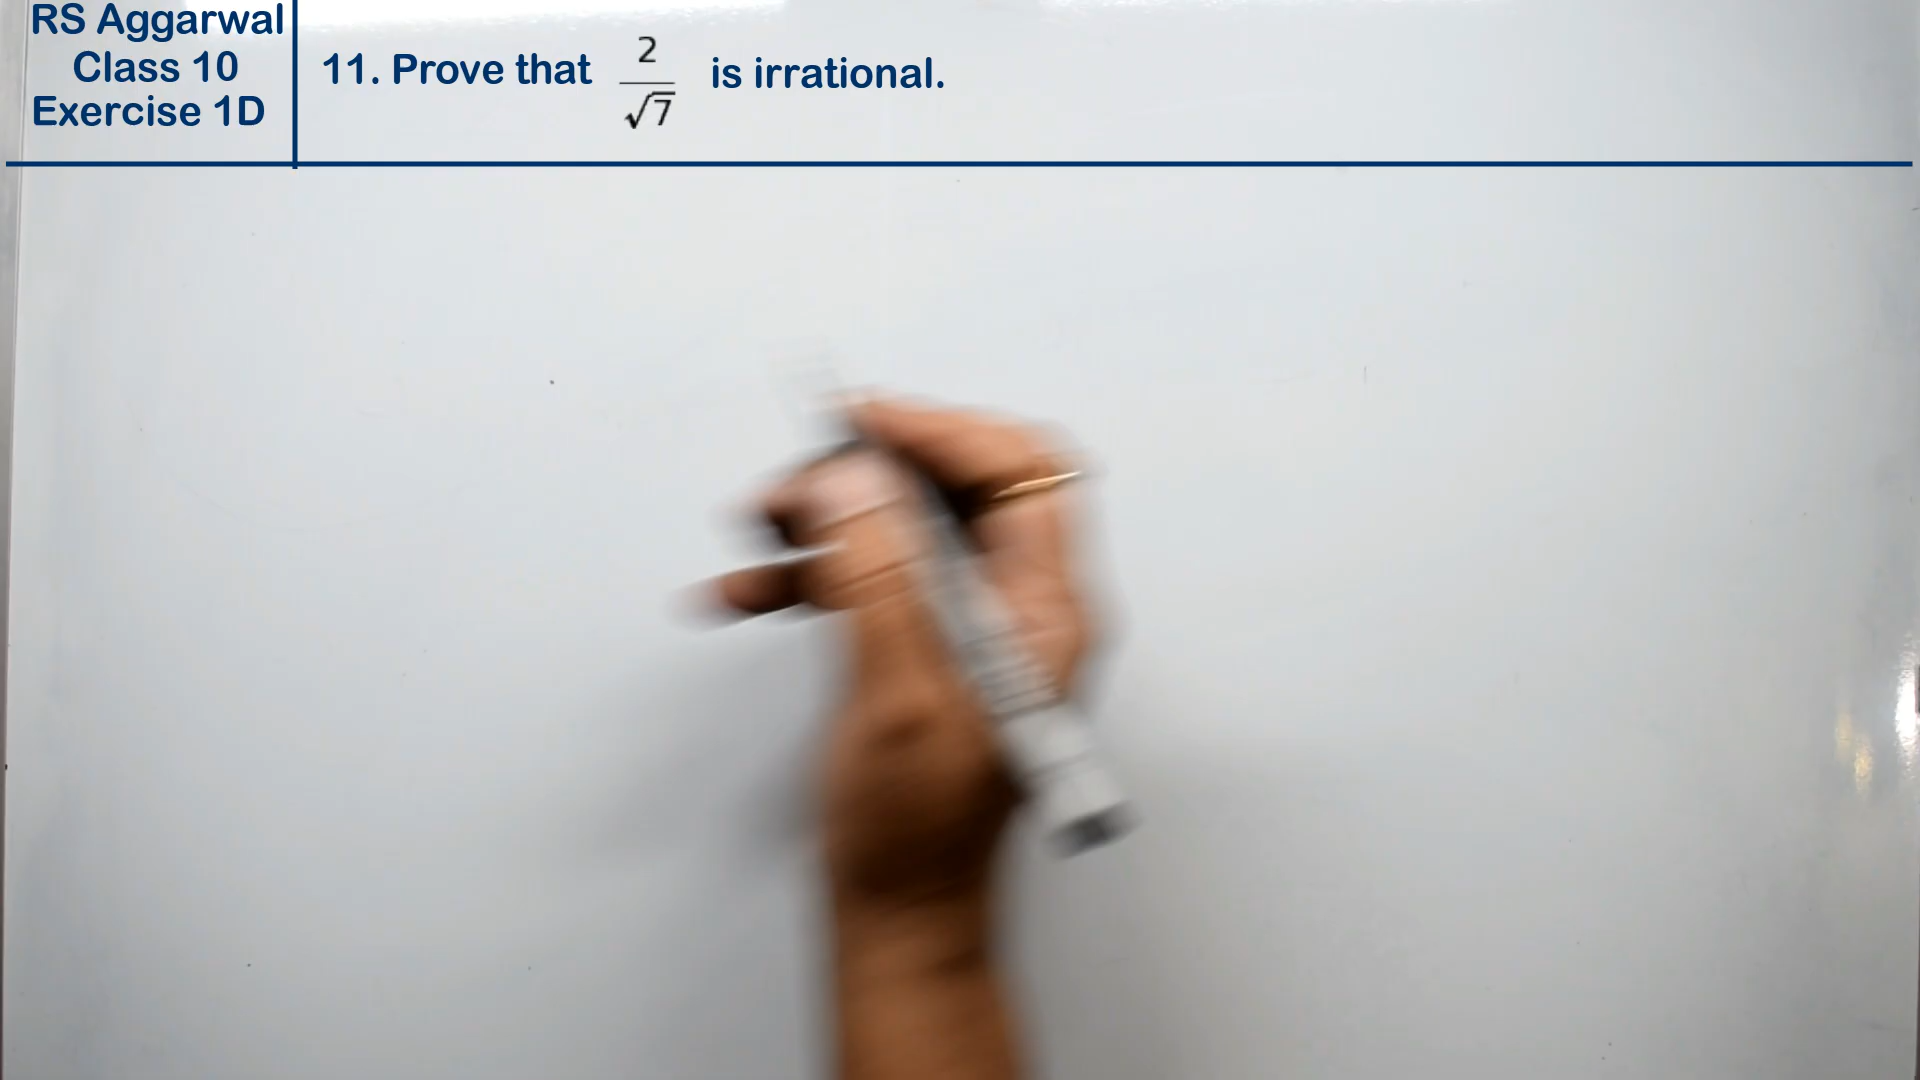 RS Aggarwal
Class 10
Exercise 1D
11. Prove that 2/√7 is irrational.